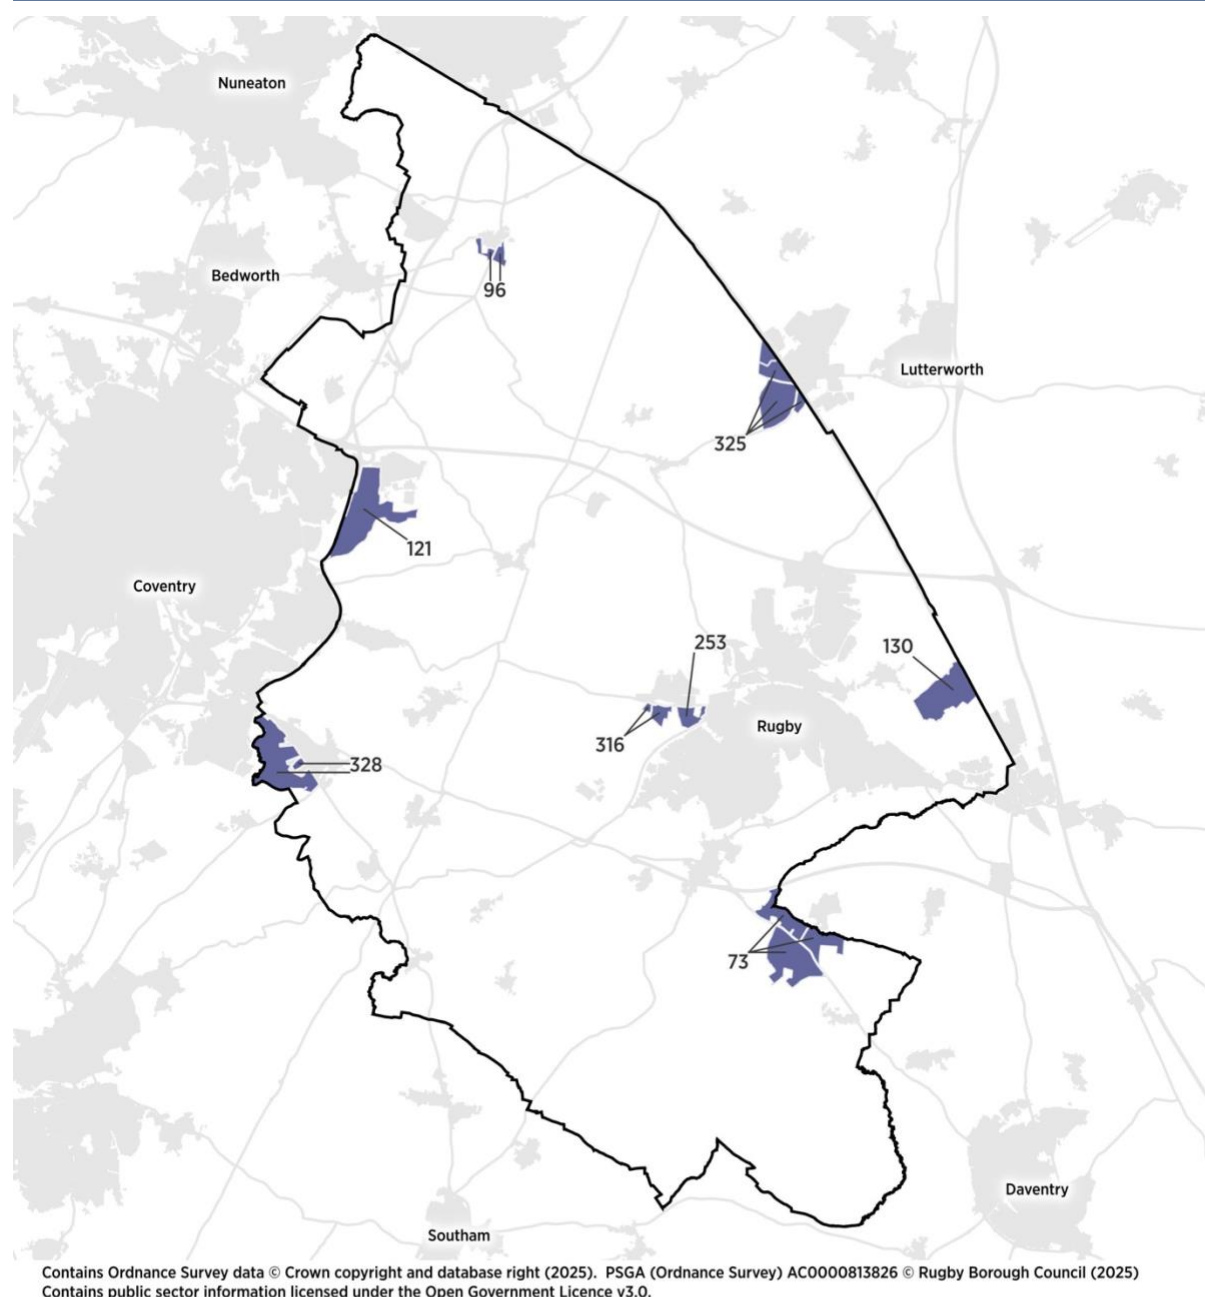 Nuneaton
Bedworth
96
Lutterworth
325
121
Coventry
253
130
316
Rugby
328
73
Daventry
Southam
Contains Ordnance Survey data © Crown copyright and database right (2025). PSGA (Ordnance Survey) AC0000813826 © Rugby Borough Council (2025)
Contains public sector information licensed under the Open Government Licence v3.0.